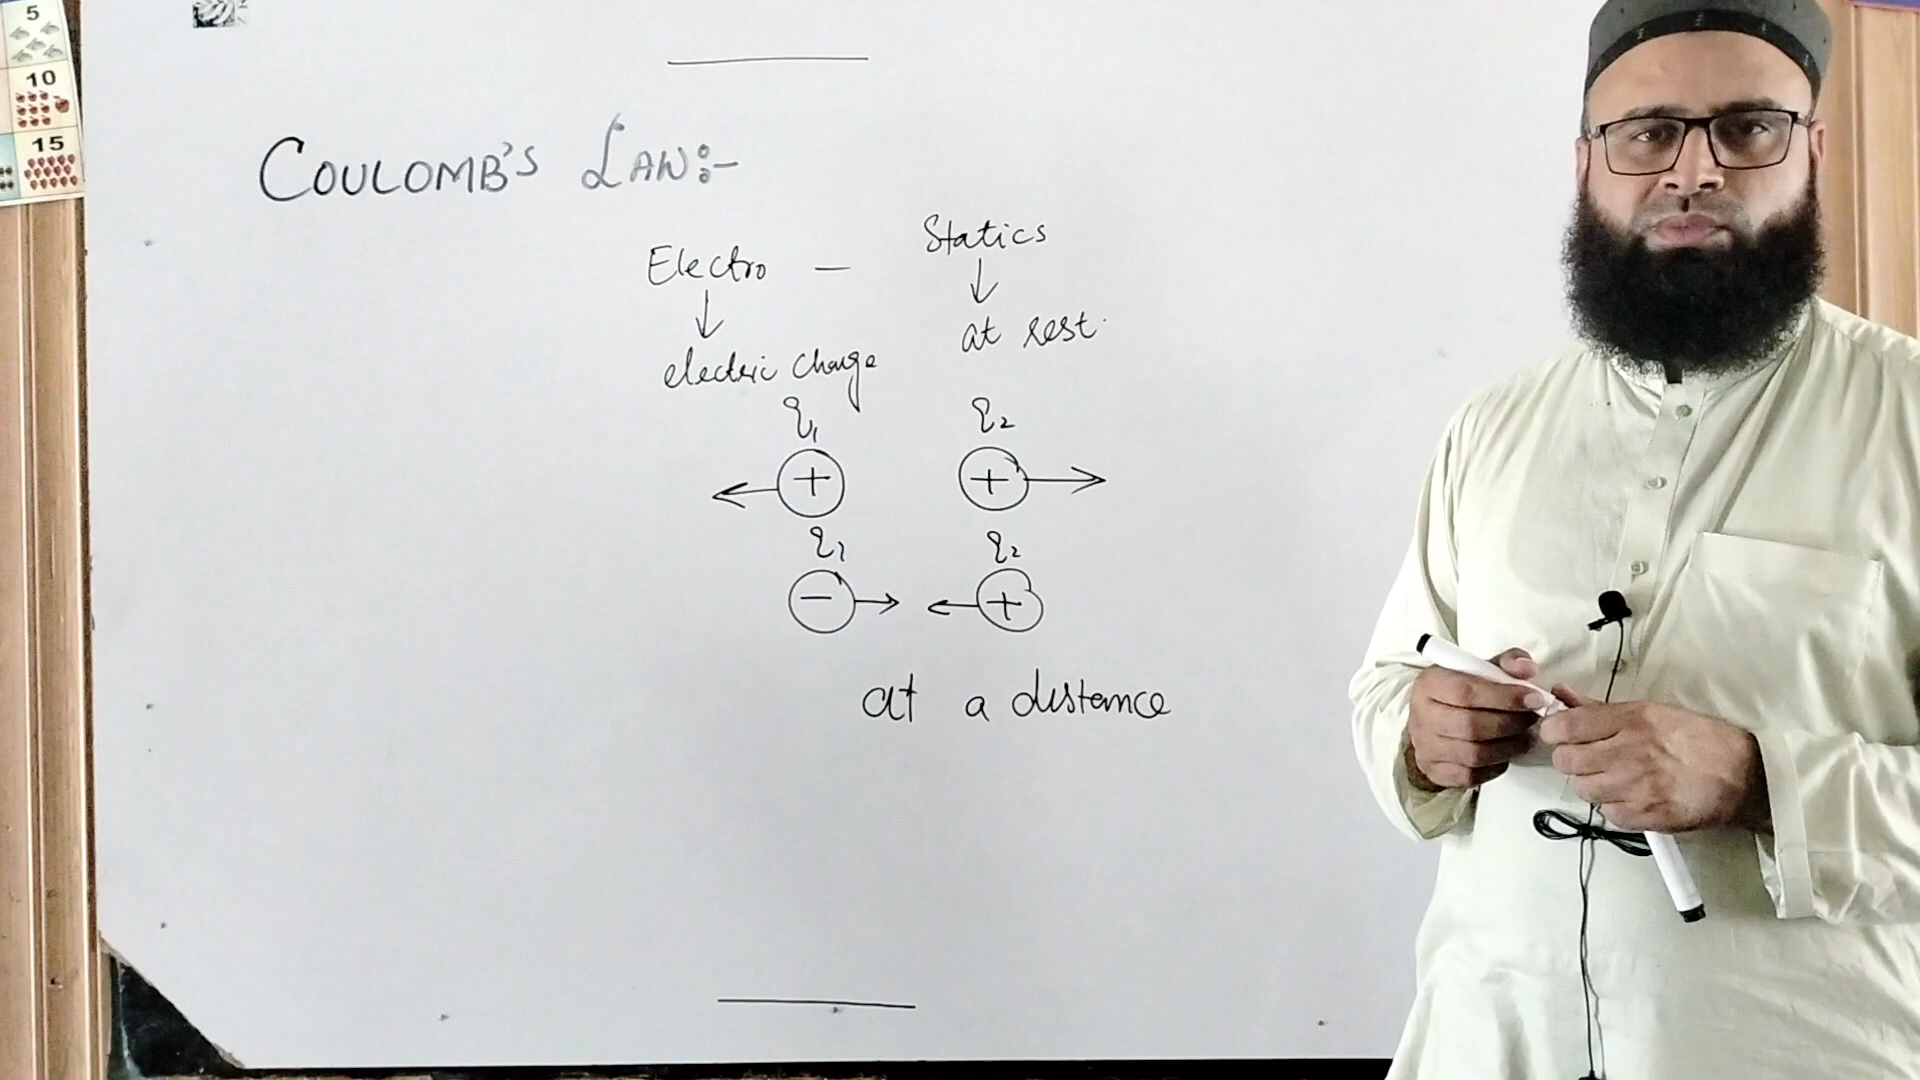 5
10
15
COULOMB'S LAW:-
Electro — Statics
↓ ↓
electric charge at rest.
q₁ q₂
+ +
q₁ q₂
− +
at a distance